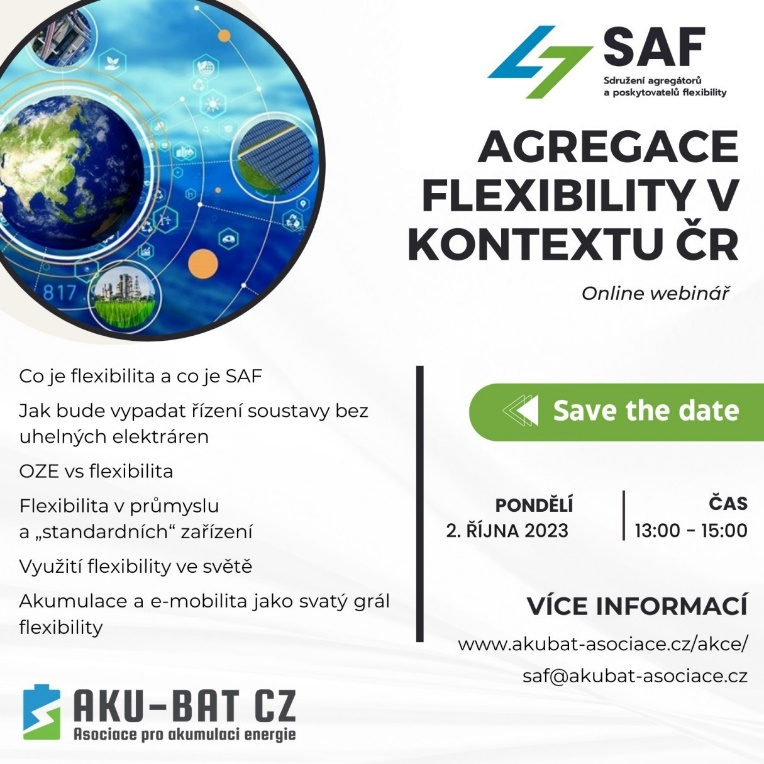 SAF
Sdružení agregátorů
a poskytovatelů flexibility
AGREGACE
FLEXIBILITY V
KONTEXTU ČR
Online webinář
817
Co je flexibilita a co je SAF
Jak bude vypadat řízení soustavy bez
uhelných elektráren
OZE vs flexibilita
Flexibilita v průmyslu
a „standardních“ zařízení
Využití flexibility ve světě
Akumulace a e-mobilita jako svatý grál
flexibility
Save the date
PONDĚLÍ
2. ŘÍJNA 2023
ČAS
13:00 - 15:00
VÍCE INFORMACÍ
www.akubat-asociace.cz/akce/
saf@akubat-asociace.cz
AKU-BAT CZ
Asociace pro akumulaci energie